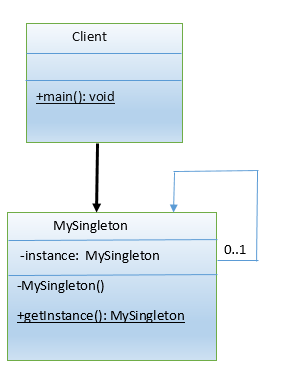 Client
+main(): void
MySingleton
-instance: MySingleton
0..1
-MySingleton()
+getInstance(): MySingleton